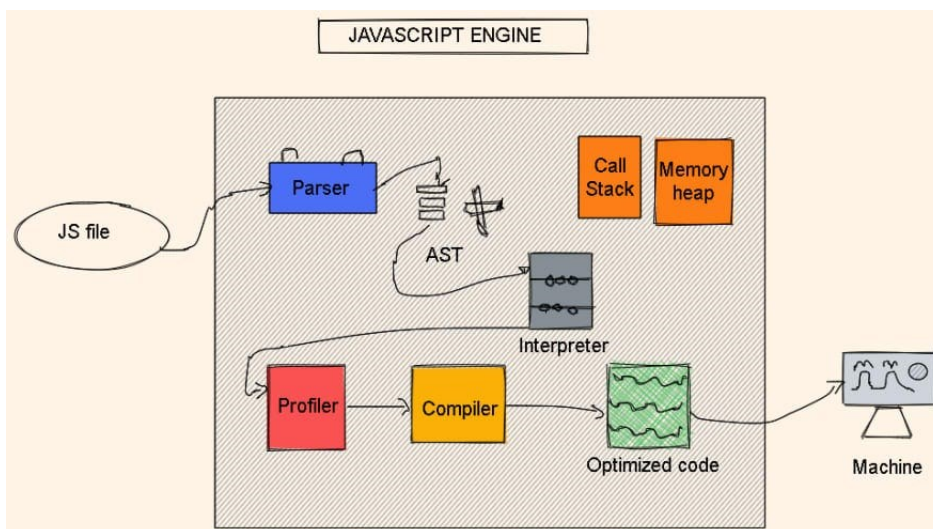 JAVASCRIPT ENGINE
Parser
Call
Stack
Memory
heap
JS file
AST
Interpreter
Profiler
Compiler
Optimized code
Machine